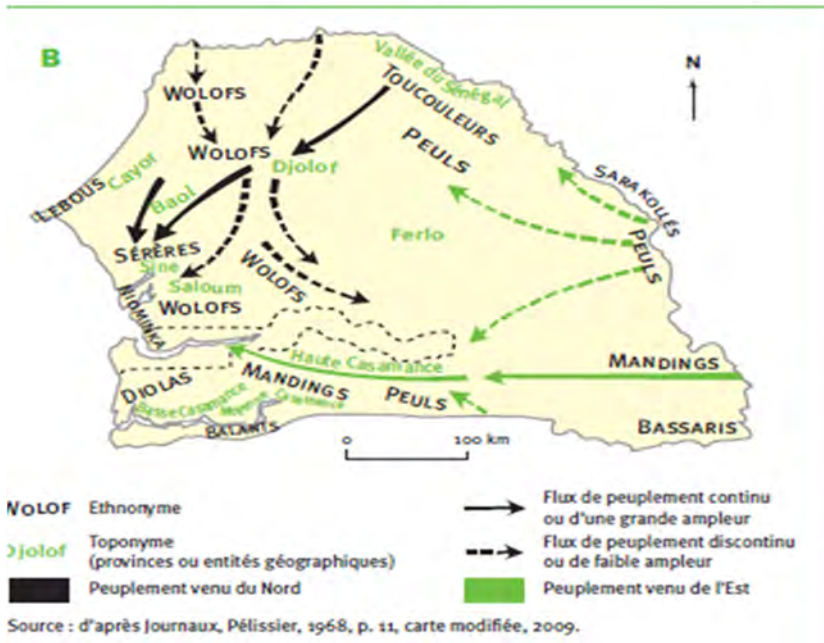 B
N
Vallée du Sénégal
TOUCOULEURS
WOLOFS
PEULS
WOLOFS
Djolof
SARAKOLLÉS
LEBOUS
Cayor
Baol
Ferlo
PEULS
SÉRÈRES
Sine
WOLOFS
Saloum
NIOMINKA
WOLOFS
Haute Casamance
MANDINGS
DIOLAS
MANDINGS
PEULS
Basse Casamance
Moyenne
Casamance
BALANTS
BASSARIS
0 100 km
WOLOF Ethnonyme
Djolof Toponyme
(provinces ou entités géographiques)
Peuplement venu du Nord
Flux de peuplement continu
ou d'une grande ampleur
Flux de peuplement discontinu
ou de faible ampleur
Peuplement venu de l'Est
Source : d'après Journaux, Pélissier, 1968, p. 11, carte modifiée, 2009.